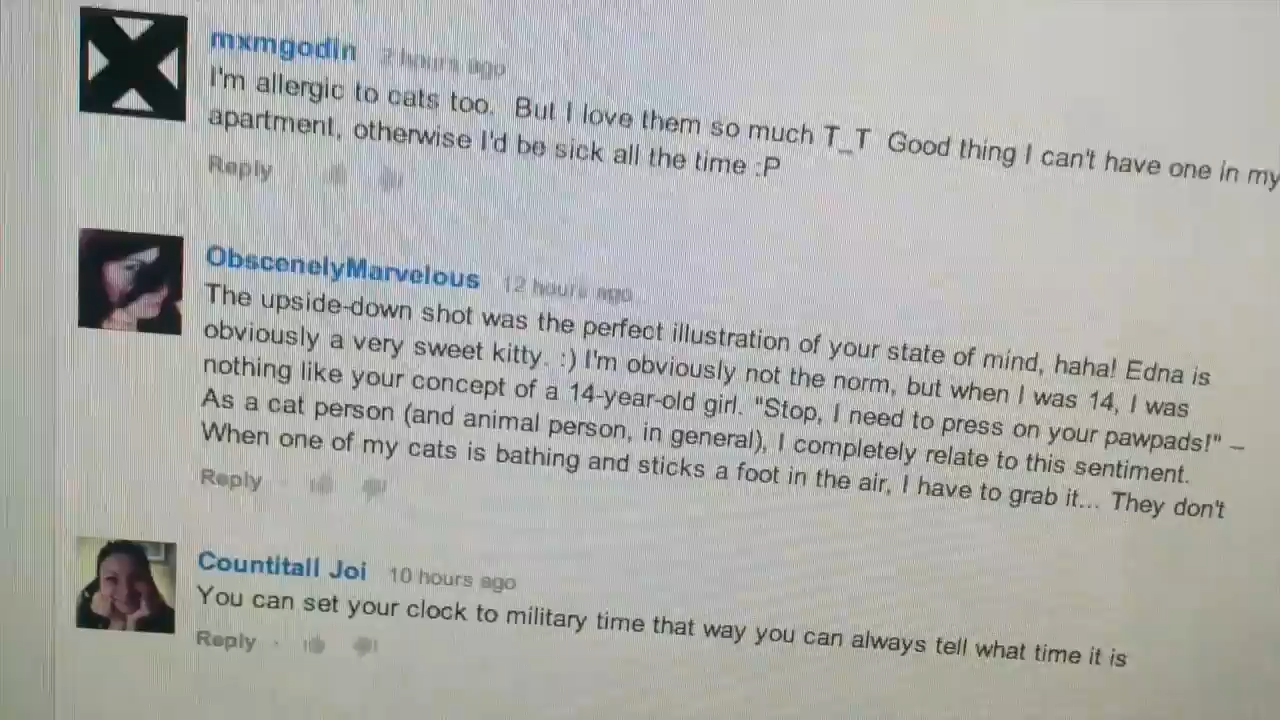 mxmgodin 2 hours ago
I'm allergic to cats too. But I love them so much T_T Good thing I can't have one in my
apartment, otherwise I'd be sick all the time :P
Reply
ObscenelyMarvelous 12 hours ago
The upside-down shot was the perfect illustration of your state of mind, haha! Edna is
obviously a very sweet kitty. :) I'm obviously not the norm, but when I was 14, I was
nothing like your concept of a 14-year-old girl. "Stop, I need to press on your pawpads!" –
As a cat person (and animal person, in general), I completely relate to this sentiment.
When one of my cats is bathing and sticks a foot in the air, I have to grab it... They don't
Reply
Countitall Joi 10 hours ago
You can set your clock to military time that way you can always tell what time it is
Reply ·